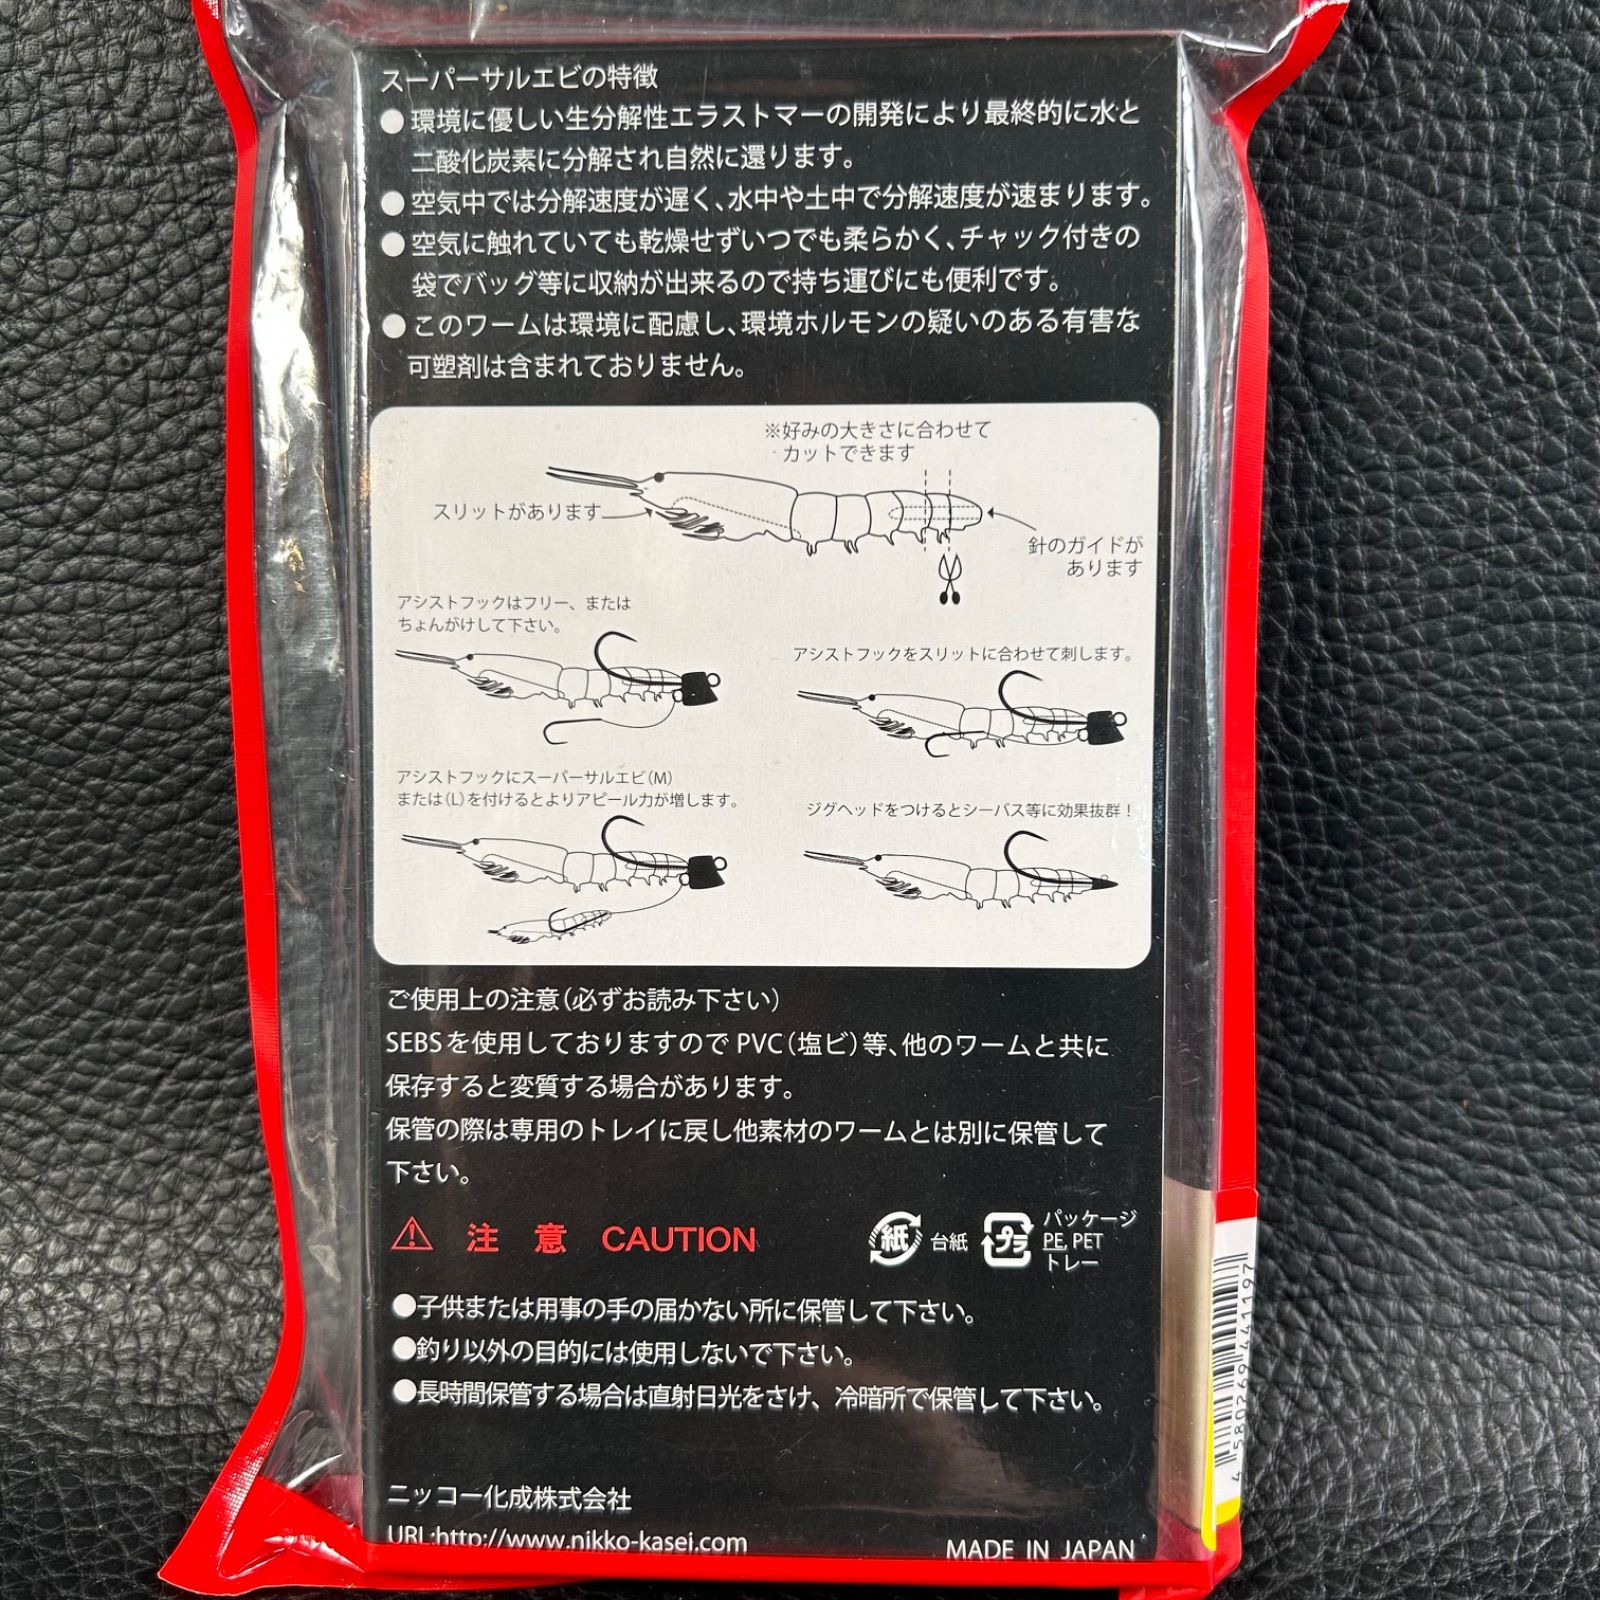 スーパーサルエビの特徴
●環境に優しい生分解性エラストマーの開発により最終的に水と
二酸化炭素に分解され自然に還ります。
●空気中では分解速度が遅く、水中や土中で分解速度が速まります。
●空気に触れていても乾燥せずいつでも柔らかく、チャック付きの
袋でバッグ等に収納が出来るので持ち運びにも便利です。
●このワームは環境に配慮し、環境ホルモンの疑いのある有害な
可塑剤は含まれておりません。
※好みの大きさに合わせて
カットできます
スリットがあります
針のガイドが
あります
アシストフックはフリー、または
ちょんがけして下さい。
アシストフックをスリットに合わせて刺します。
アシストフックにスーパーサルエビ(M)
または(L)を付けるとよりアピール力が増します。
ジグヘッドをつけるとシーバス等に効果抜群！
ご使用上の注意(必ずお読み下さい)
SEBSを使用しておりますのでPVC(塩ビ)等、他のワームと共に
保存すると変質する場合があります。
保管の際は専用のトレイに戻し他素材のワームとは別に保管して
下さい。
⚠ 注意 CAUTION
紙 台紙 プラ パッケージ
PE, PET
トレー
●子供または用事の手の届かない所に保管して下さい。
●釣り以外の目的には使用しないで下さい。
●長時間保管する場合は直射日光をさけ、冷暗所で保管して下さい。
ニッコー化成株式会社
URL:http://www.nikko-kasei.com
MADE IN JAPAN
4 580269 441197